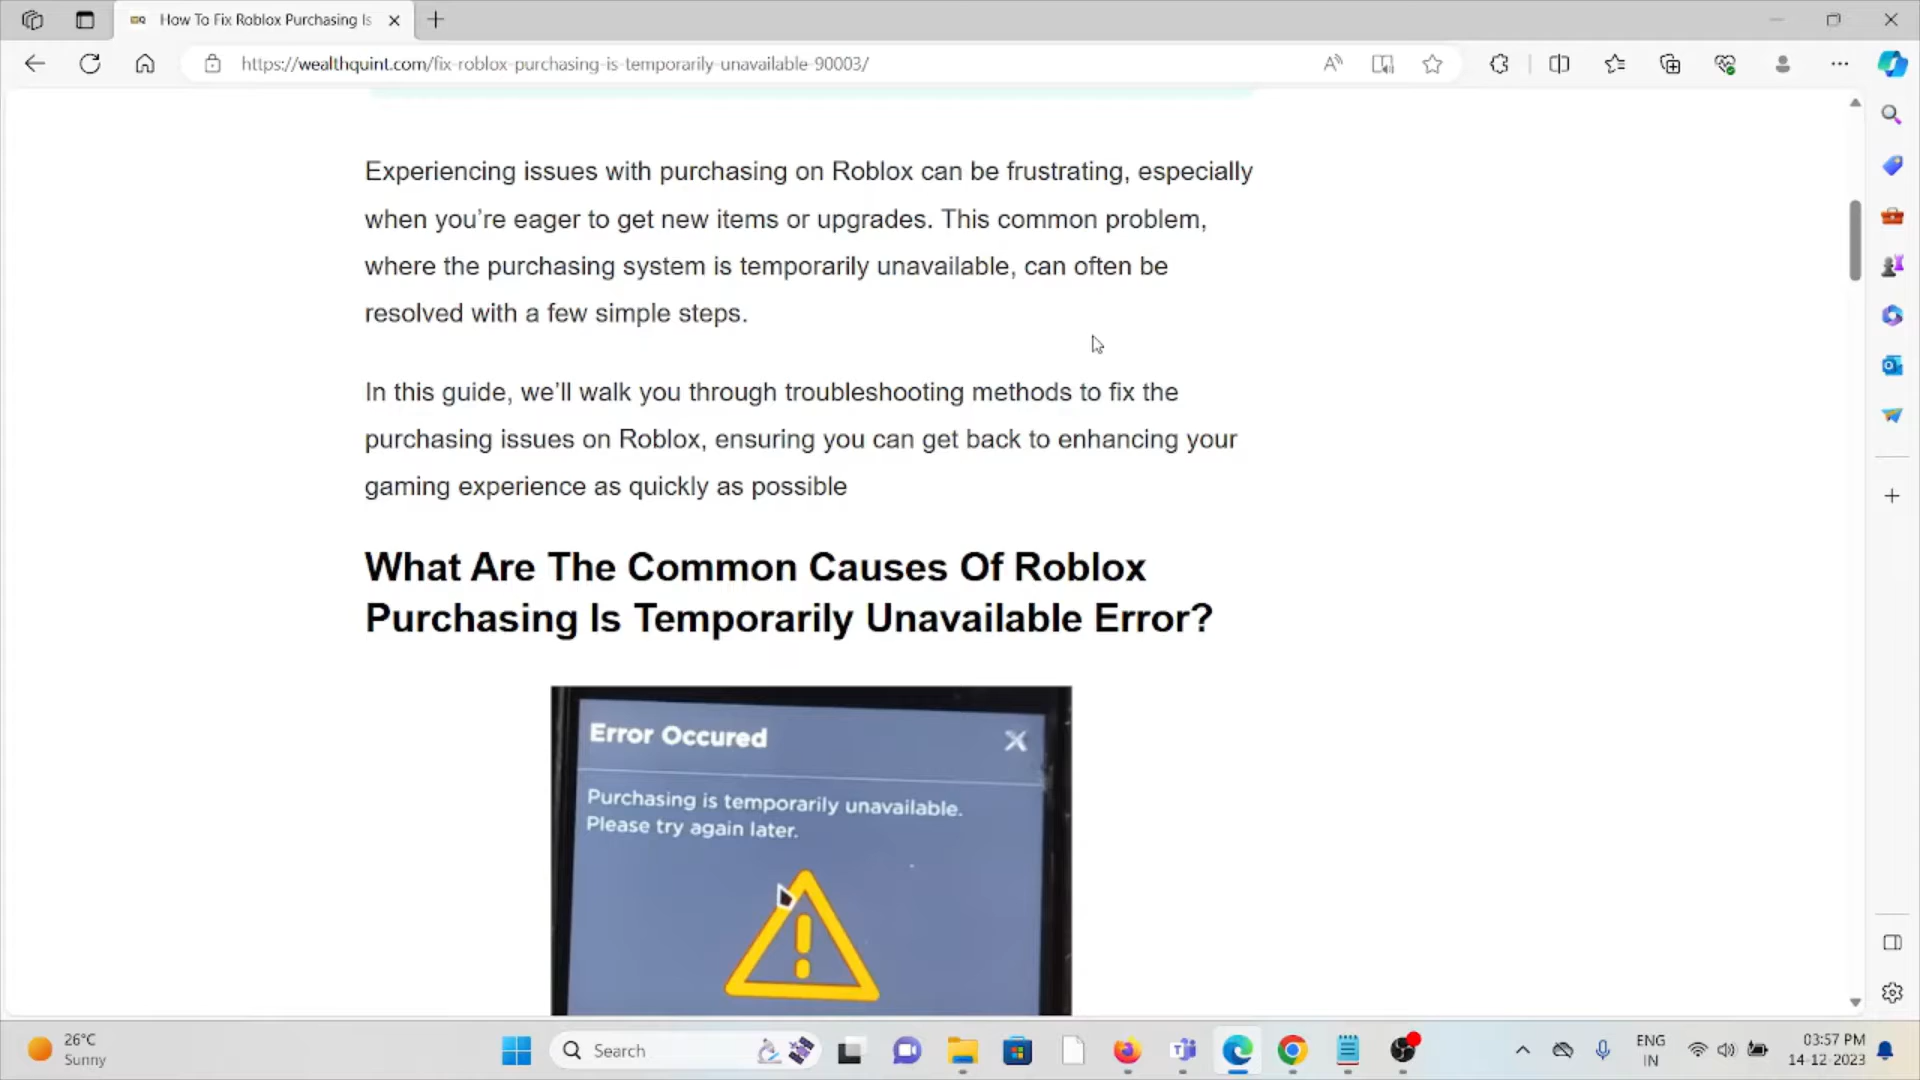 How To Fix Roblox Purchasing Is
https://wealthquint.com/fix-roblox-purchasing-is-temporarily-unavailable-90003/
Experiencing issues with purchasing on Roblox can be frustrating, especially
when you’re eager to get new items or upgrades. This common problem,
where the purchasing system is temporarily unavailable, can often be
resolved with a few simple steps.
In this guide, we’ll walk you through troubleshooting methods to fix the
purchasing issues on Roblox, ensuring you can get back to enhancing your
gaming experience as quickly as possible
What Are The Common Causes Of Roblox
Purchasing Is Temporarily Unavailable Error?
Error Occured
Purchasing is temporarily unavailable.
Please try again later.
26°C
Sunny
Search
ENG
IN
03:57 PM
14-12-2023